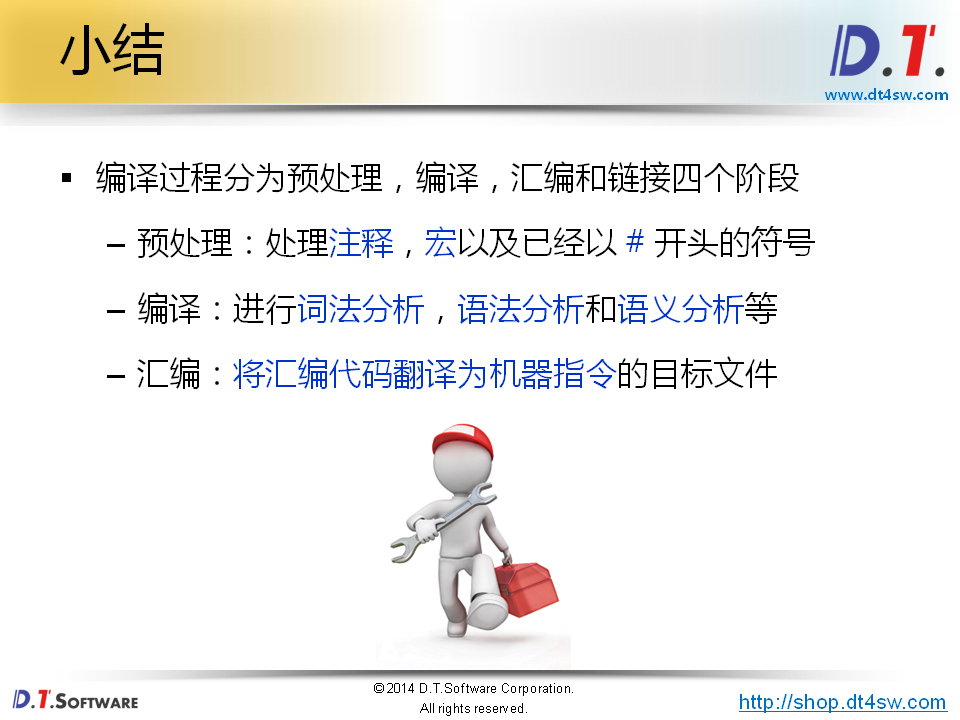 小结
D.T.
www.dt4sw.com
▪ 编译过程分为预处理，编译，汇编和链接四个阶段
– 预处理：处理注释，宏以及已经以 # 开头的符号
– 编译：进行词法分析，语法分析和语义分析等
– 汇编：将汇编代码翻译为机器指令的目标文件
D.T.SOFTWARE
©2014 D.T.Software Corporation.
All rights reserved.
http://shop.dt4sw.com